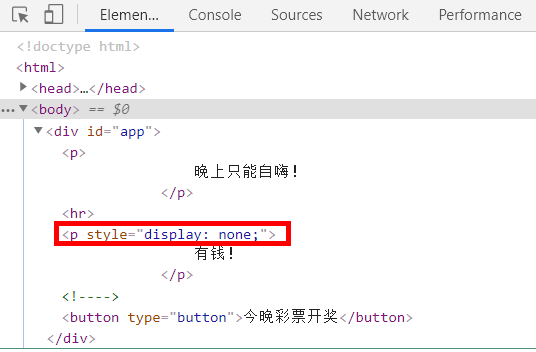 Elemen... Console Sources Network Performance
<!doctype html>
<html>
<head>…</head>
<body> == $0
<div id="app">
<p>
晚上只能自嗨!
</p>
<hr>
<p style="display: none;">
有钱!
</p>
<!---->
<button type="button">今晚彩票开奖</button>
</div>